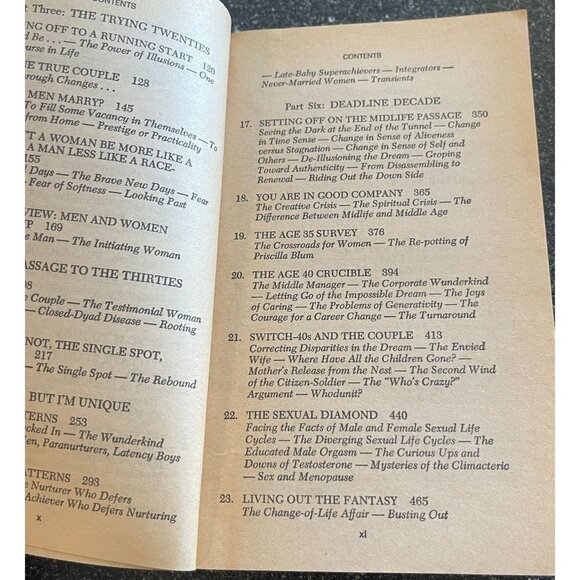 CONTENTS
t Three: THE TRYING TWENTIES
NG OFF TO A RUNNING START 120
d Be . . . — The Power of Illusions — One
urse in Life
E TRUE COUPLE 128
rough Changes . . .
MEN MARRY? 145
To Fill Some Vacancy in Themselves — To
from Home — Prestige or Practicality
T A WOMAN BE MORE LIKE A
A MAN LESS LIKE A RACE-
155
Days — The Brave New Days — Fear
Fear of Softness — Looking Past
VIEW: MEN AND WOMEN
P 169
e Man — The Initiating Woman
ASSAGE TO THE THIRTIES
98
Couple — The Testimonial Woman
— Closed-Dyad Disease — Rooting
NOT, THE SINGLE SPOT,
217
The Single Spot — The Rebound
BUT I'M UNIQUE
TERNS 253
ocked In — The Wunderkind
en, Paranurturers, Latency Boys
ATTERNS 293
e Nurturer Who Defers
Achiever Who Defers Nurturing
x
CONTENTS
— Late-Baby Superachievers — Integrators —
Never-Married Women — Transients
Part Six: DEADLINE DECADE
17. SETTING OFF ON THE MIDLIFE PASSAGE 350
Seeing the Dark at the End of the Tunnel — Change
in Time Sense — Change in Sense of Aliveness
versus Stagnation — Change in Sense of Self and
Others — De-Illusioning the Dream — Groping
Toward Authenticity — From Disassembling to
Renewal — Riding Out the Down Side
18. YOU ARE IN GOOD COMPANY 365
The Creative Crisis — The Spiritual Crisis — The
Difference Between Midlife and Middle Age
19. THE AGE 35 SURVEY 376
The Crossroads for Women — The Re-potting of
Priscilla Blum
20. THE AGE 40 CRUCIBLE 394
The Middle Manager — The Corporate Wunderkind
— Letting Go of the Impossible Dream — The Joys
of Caring — The Problems of Generativity — The
Courage for a Career Change — The Turnaround
21. SWITCH-40S AND THE COUPLE 413
Correcting Disparities in the Dream — The Envied
Wife — Where Have All the Children Gone? —
Mother's Release from the Nest — The Second Wind
of the Citizen-Soldier — The "Who's Crazy?"
Argument — Whodunit?
22. THE SEXUAL DIAMOND 440
Facing the Facts of Male and Female Sexual Life
Cycles — The Diverging Sexual Life Cycles — The
Educated Male Orgasm — The Curious Ups and
Downs of Testosterone — Mysteries of the Climacteric
— Sex and Menopause
23. LIVING OUT THE FANTASY 465
The Change-of-Life Affair — Busting Out
xi